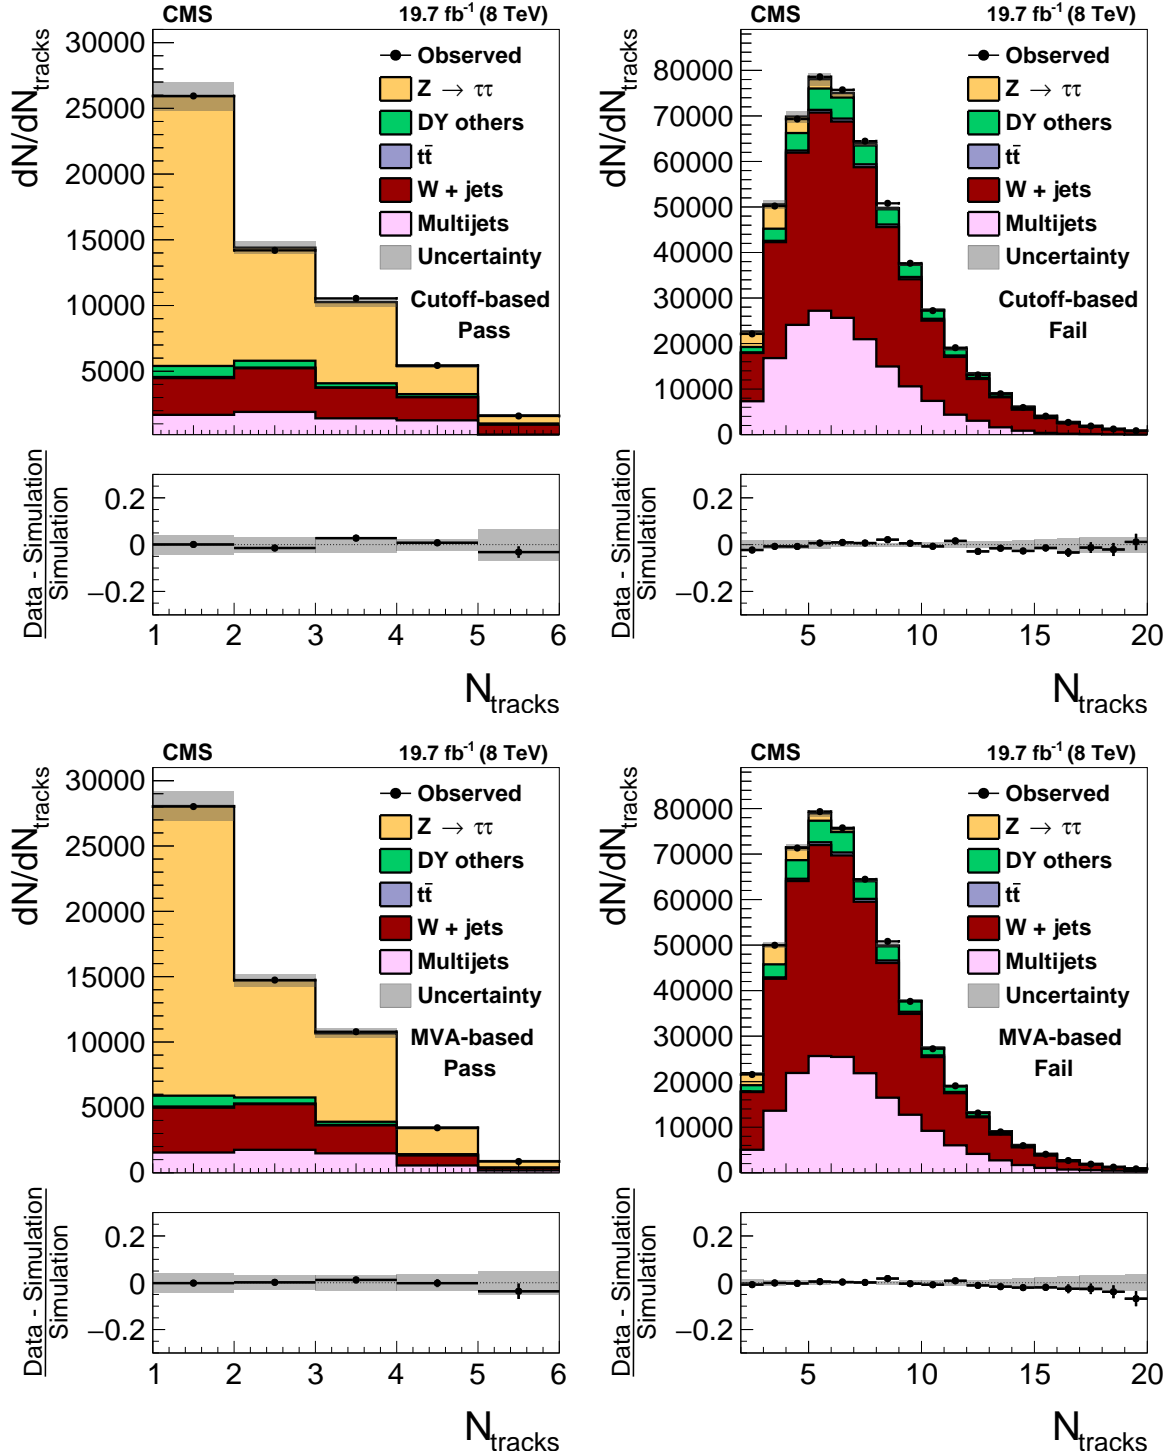 CMS 19.7 fb⁻¹ (8 TeV)
dN/dN_tracks
30000
25000
20000
15000
10000
5000
Observed
Z → ττ
DY others
tt̄
W + jets
Multijets
Uncertainty
Cutoff-based
Pass
Data - Simulation
Simulation
0.2
0
−0.2
1 2 3 4 5 6
N_tracks
CMS 19.7 fb⁻¹ (8 TeV)
dN/dN_tracks
80000
70000
60000
50000
40000
30000
20000
10000
0
Observed
Z → ττ
DY others
tt̄
W + jets
Multijets
Uncertainty
Cutoff-based
Fail
Data - Simulation
Simulation
0.2
0
−0.2
5 10 15 20
N_tracks
CMS 19.7 fb⁻¹ (8 TeV)
dN/dN_tracks
30000
25000
20000
15000
10000
5000
0
Observed
Z → ττ
DY others
tt̄
W + jets
Multijets
Uncertainty
MVA-based
Pass
Data - Simulation
Simulation
0.2
0
−0.2
1 2 3 4 5 6
N_tracks
CMS 19.7 fb⁻¹ (8 TeV)
dN/dN_tracks
80000
70000
60000
50000
40000
30000
20000
10000
0
Observed
Z → ττ
DY others
tt̄
W + jets
Multijets
Uncertainty
MVA-based
Fail
Data - Simulation
Simulation
0.2
0
−0.2
5 10 15 20
N_tracks